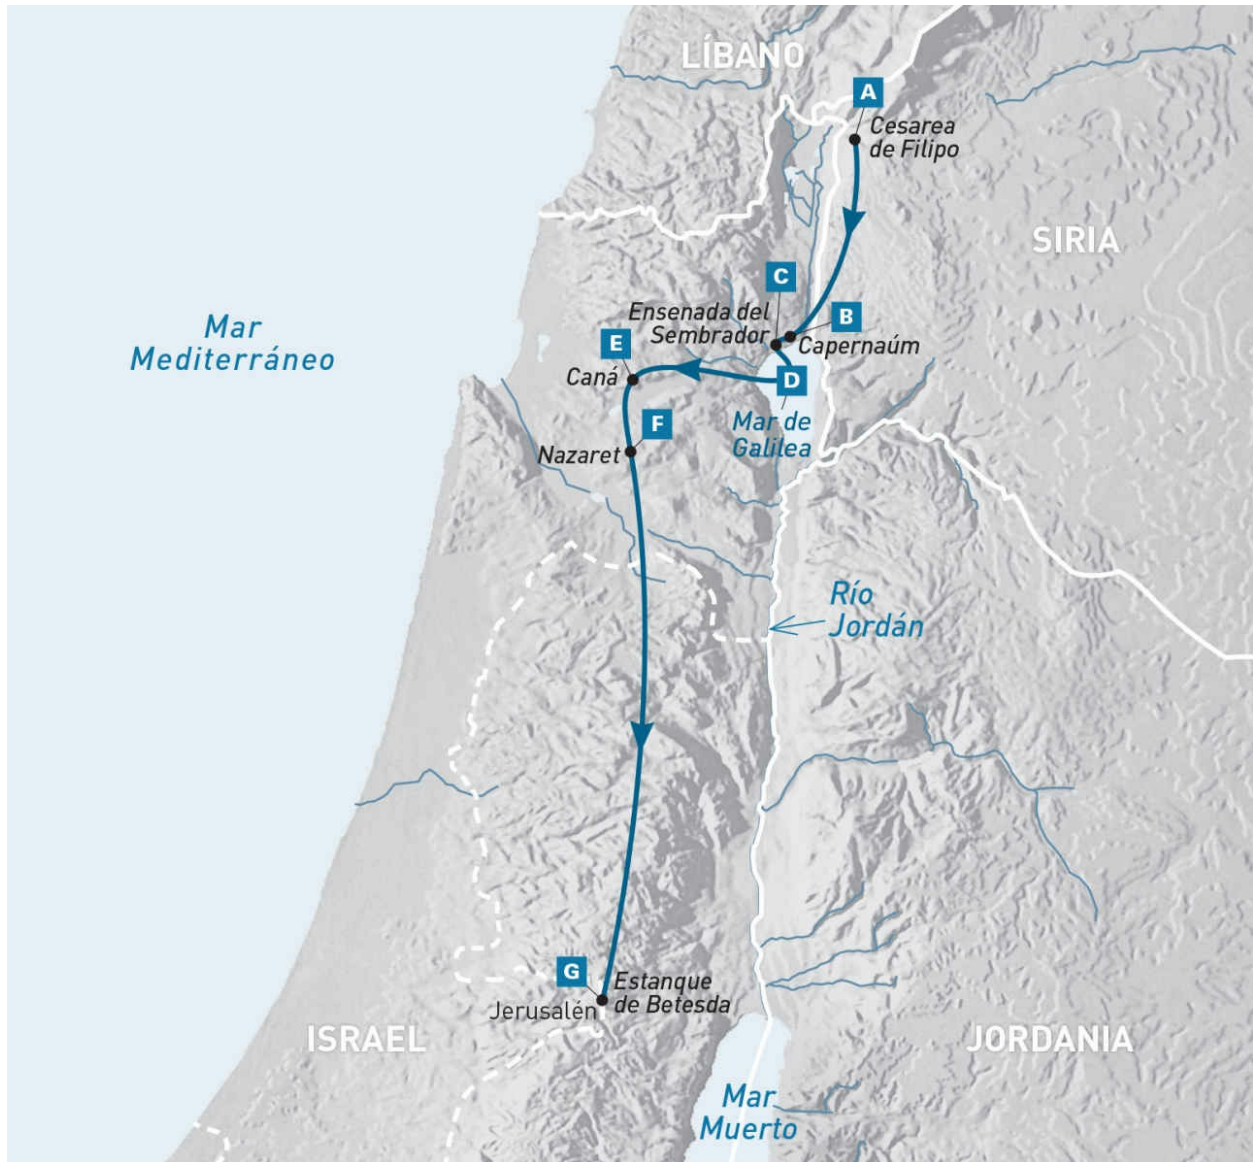 LÍBANO
A
Cesarea
de Filipo
SIRIA
C
Ensenada del
Sembrador
B
Capernaúm
Mar
Mediterráneo
E
Caná
D
Mar de
Galilea
F
Nazaret
Río
Jordán
G
Estanque
de Betesda
Jerusalén
ISRAEL
JORDANIA
Mar
Muerto